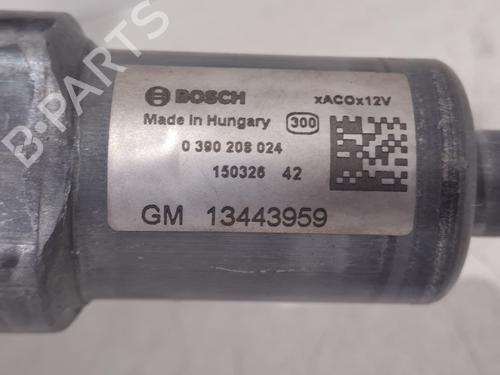 B-PARTS
BOSCH xACOx12V
Made in Hungary 300
0 390 208 024
150326 42
GM 13443959